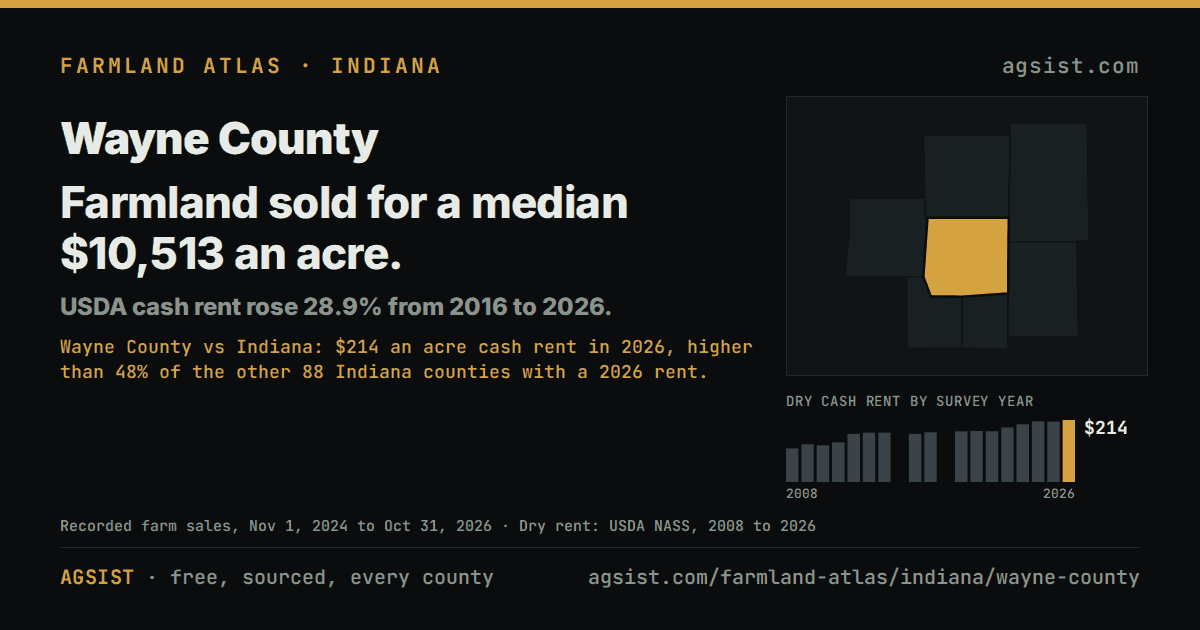 FARMLAND ATLAS · INDIANA
agsist.com
Wayne County
Farmland sold for a median
$10,513 an acre.
USDA cash rent rose 28.9% from 2016 to 2026.
Wayne County vs Indiana: $214 an acre cash rent in 2026, higher
than 48% of the other 88 Indiana counties with a 2026 rent.
DRY CASH RENT BY SURVEY YEAR
$214
2008
2026
Recorded farm sales, Nov 1, 2024 to Oct 31, 2026 · Dry rent: USDA NASS, 2008 to 2026
AGSIST · free, sourced, every county
agsist.com/farmland-atlas/indiana/wayne-county